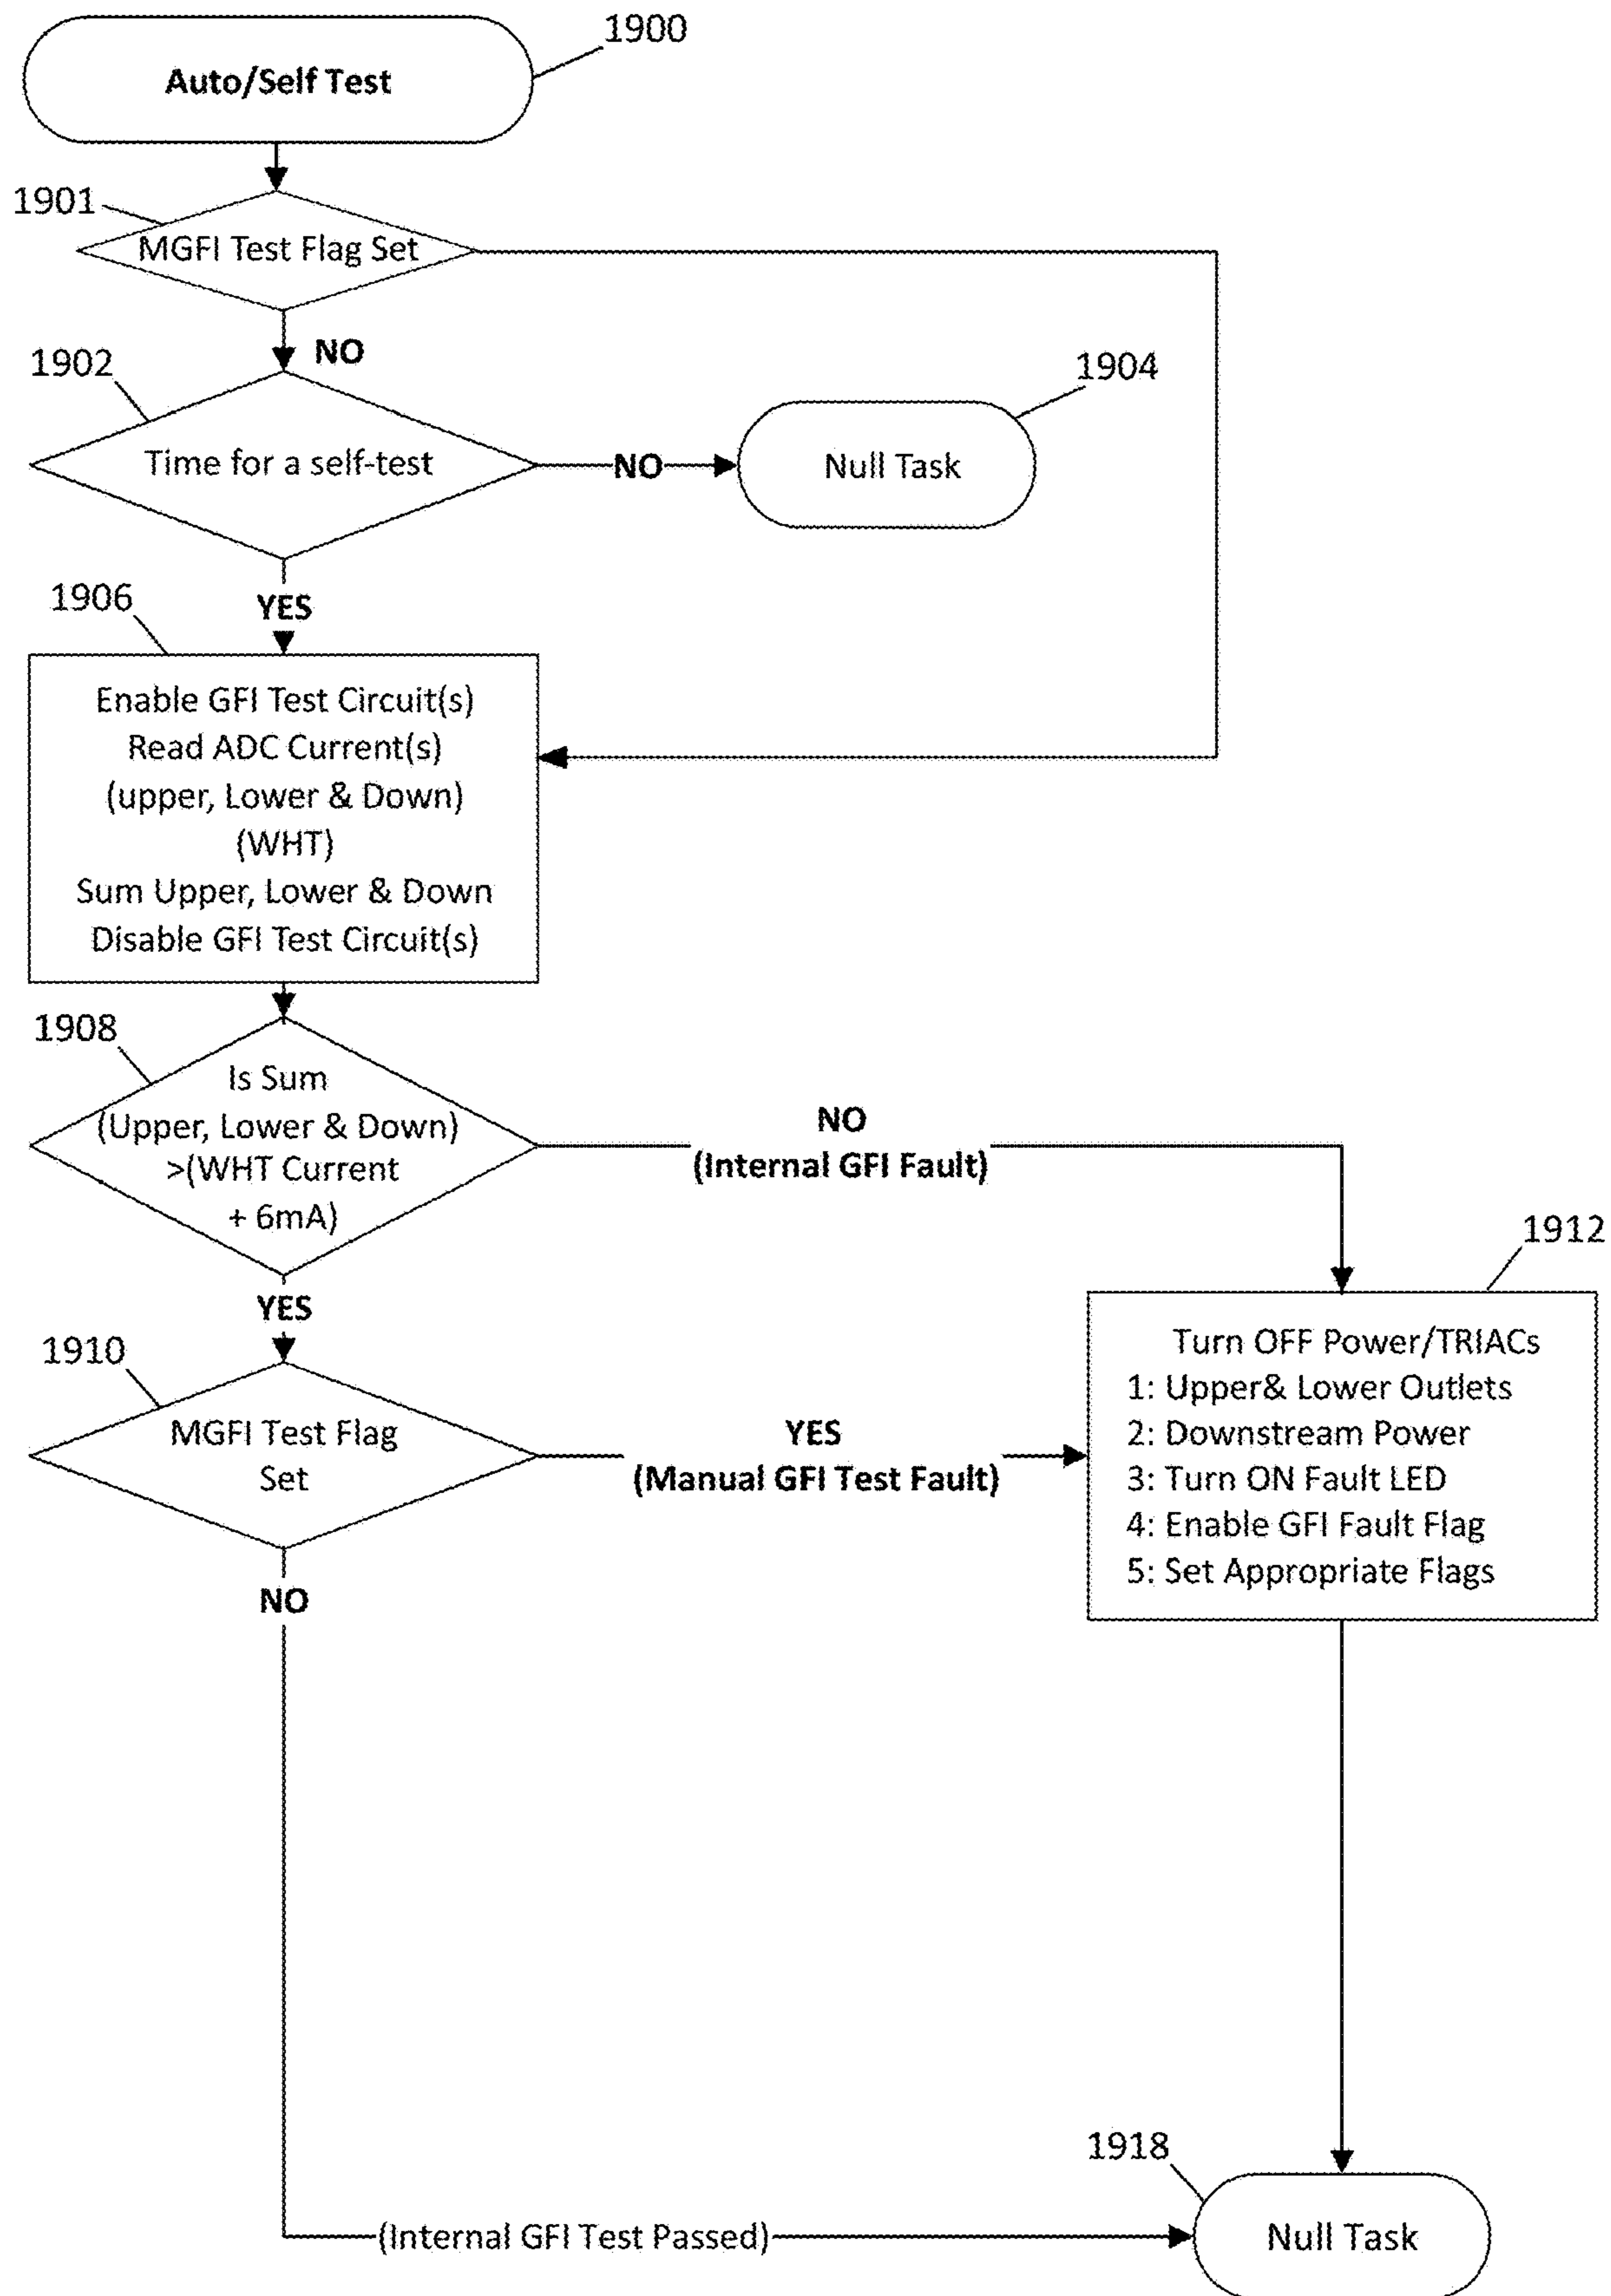 1900
Auto/Self Test
1901
MGFI Test Flag Set
NO
1902
1904
Time for a self-test
NO
Null Task
YES
1906
Enable GFI Test Circuit(s)
Read ADC Current(s)
(upper, Lower & Down)
(WHT)
Sum Upper, Lower & Down
Disable GFI Test Circuit(s)
1908
Is Sum
(Upper, Lower & Down)
>(WHT Current
+ 6mA)
NO
(Internal GFI Fault)
YES
1912
Turn OFF Power/TRIACs
1: Upper& Lower Outlets
2: Downstream Power
3: Turn ON Fault LED
4: Enable GFI Fault Flag
5: Set Appropriate Flags
1910
MGFI Test Flag
Set
YES
(Manual GFI Test Fault)
NO
1918
(Internal GFI Test Passed)
Null Task